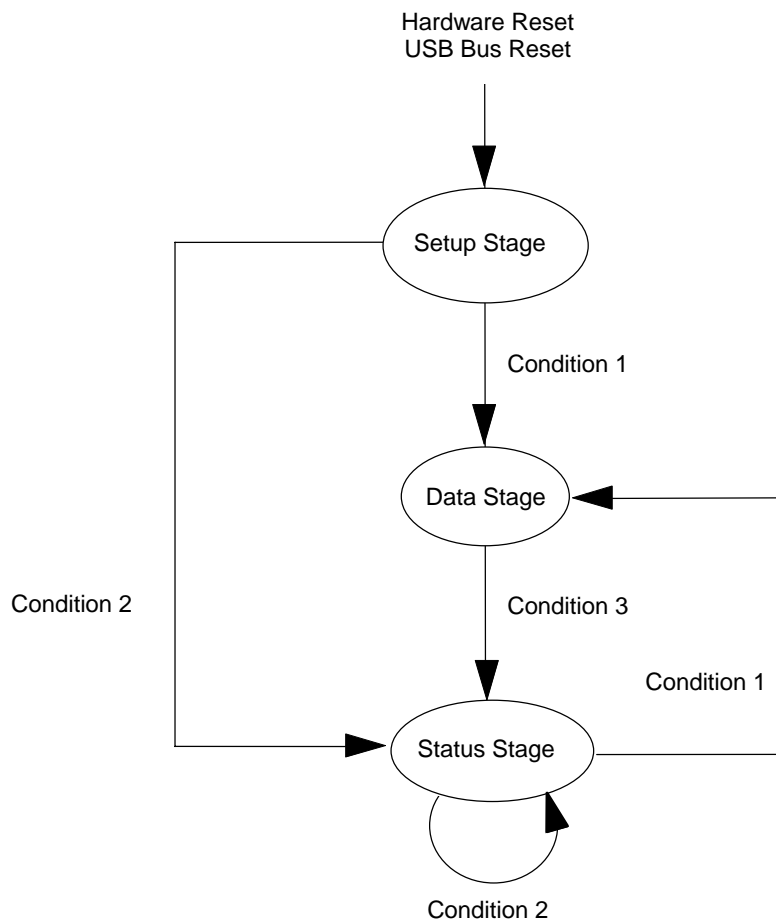 Hardware Reset
USB Bus Reset
Setup Stage
Condition 1
Data Stage
Condition 2
Condition 3
Condition 1
Status Stage
Condition 2